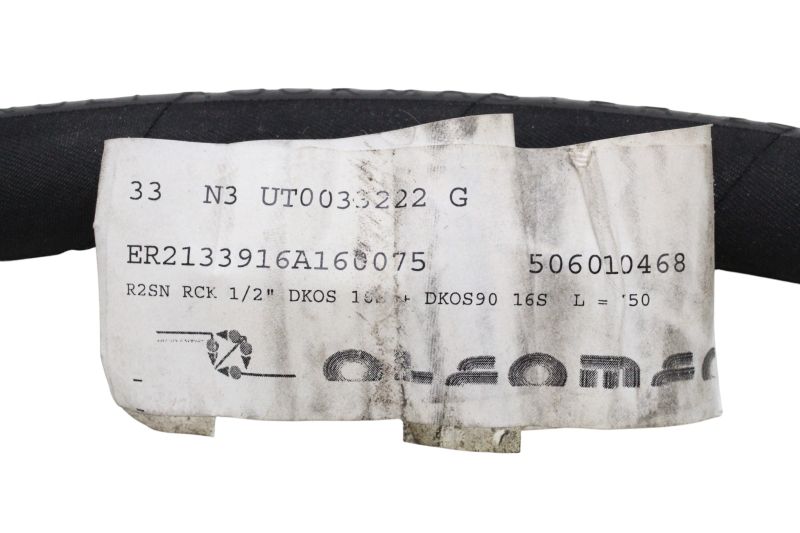 33 N3 UT0033222 G
ER2133916A160075 506010468
R2SN RCK 1/2" DKOS + DKOS90 16S L =